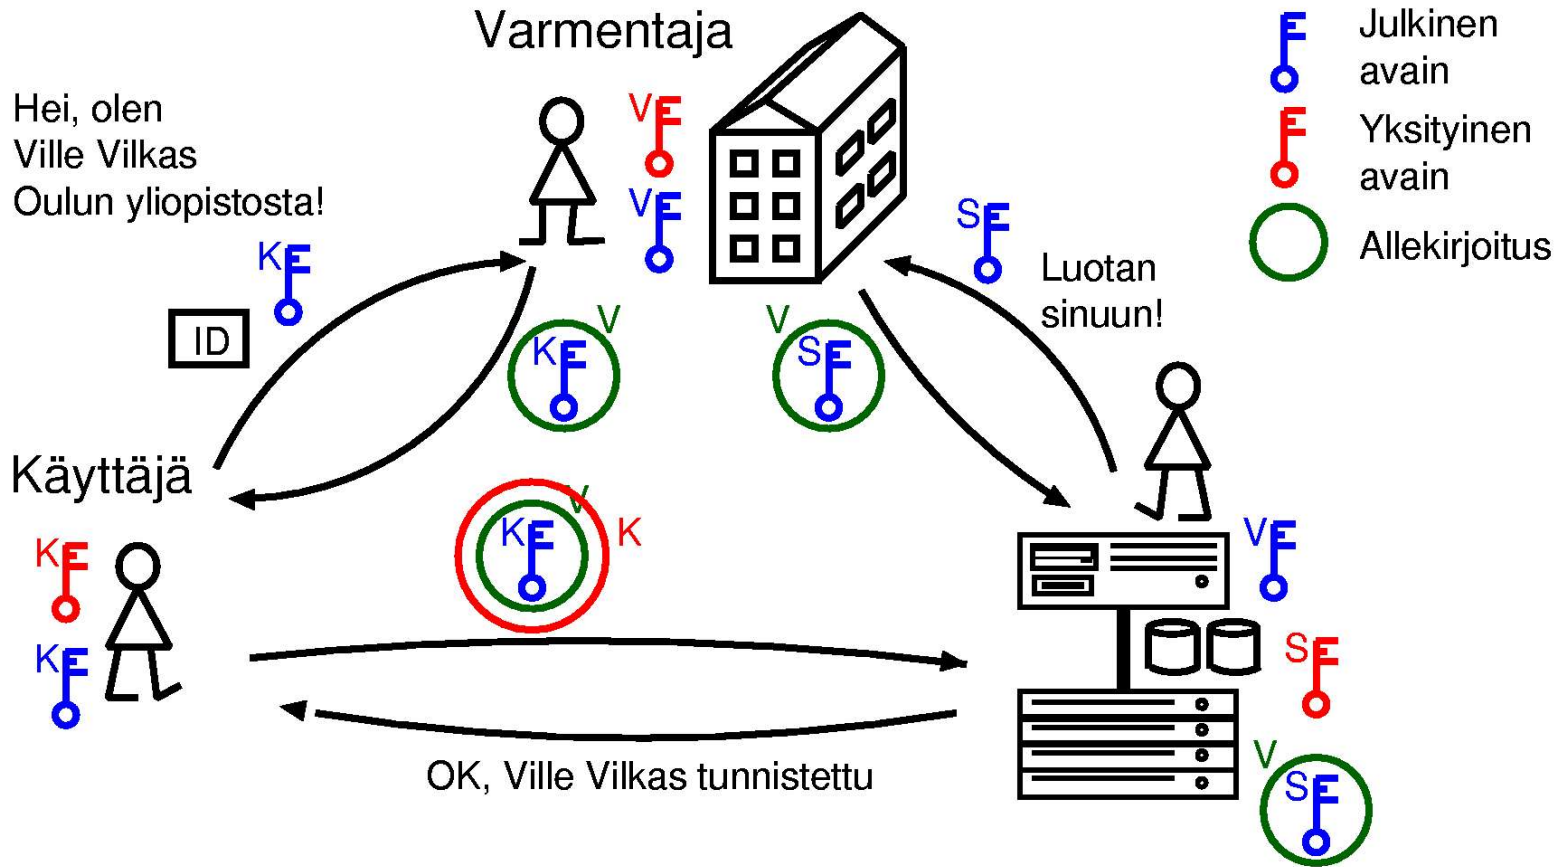 Varmentaja
Julkinen
avain
Yksityinen
avain
Allekirjoitus
Hei, olen
Ville Vilkas
Oulun yliopistosta!
V
V
K
ID
S
Luotan
sinuun!
V
K
V
S
Käyttäjä
V
K
K
K
K
V
S
V
S
OK, Ville Vilkas tunnistettu